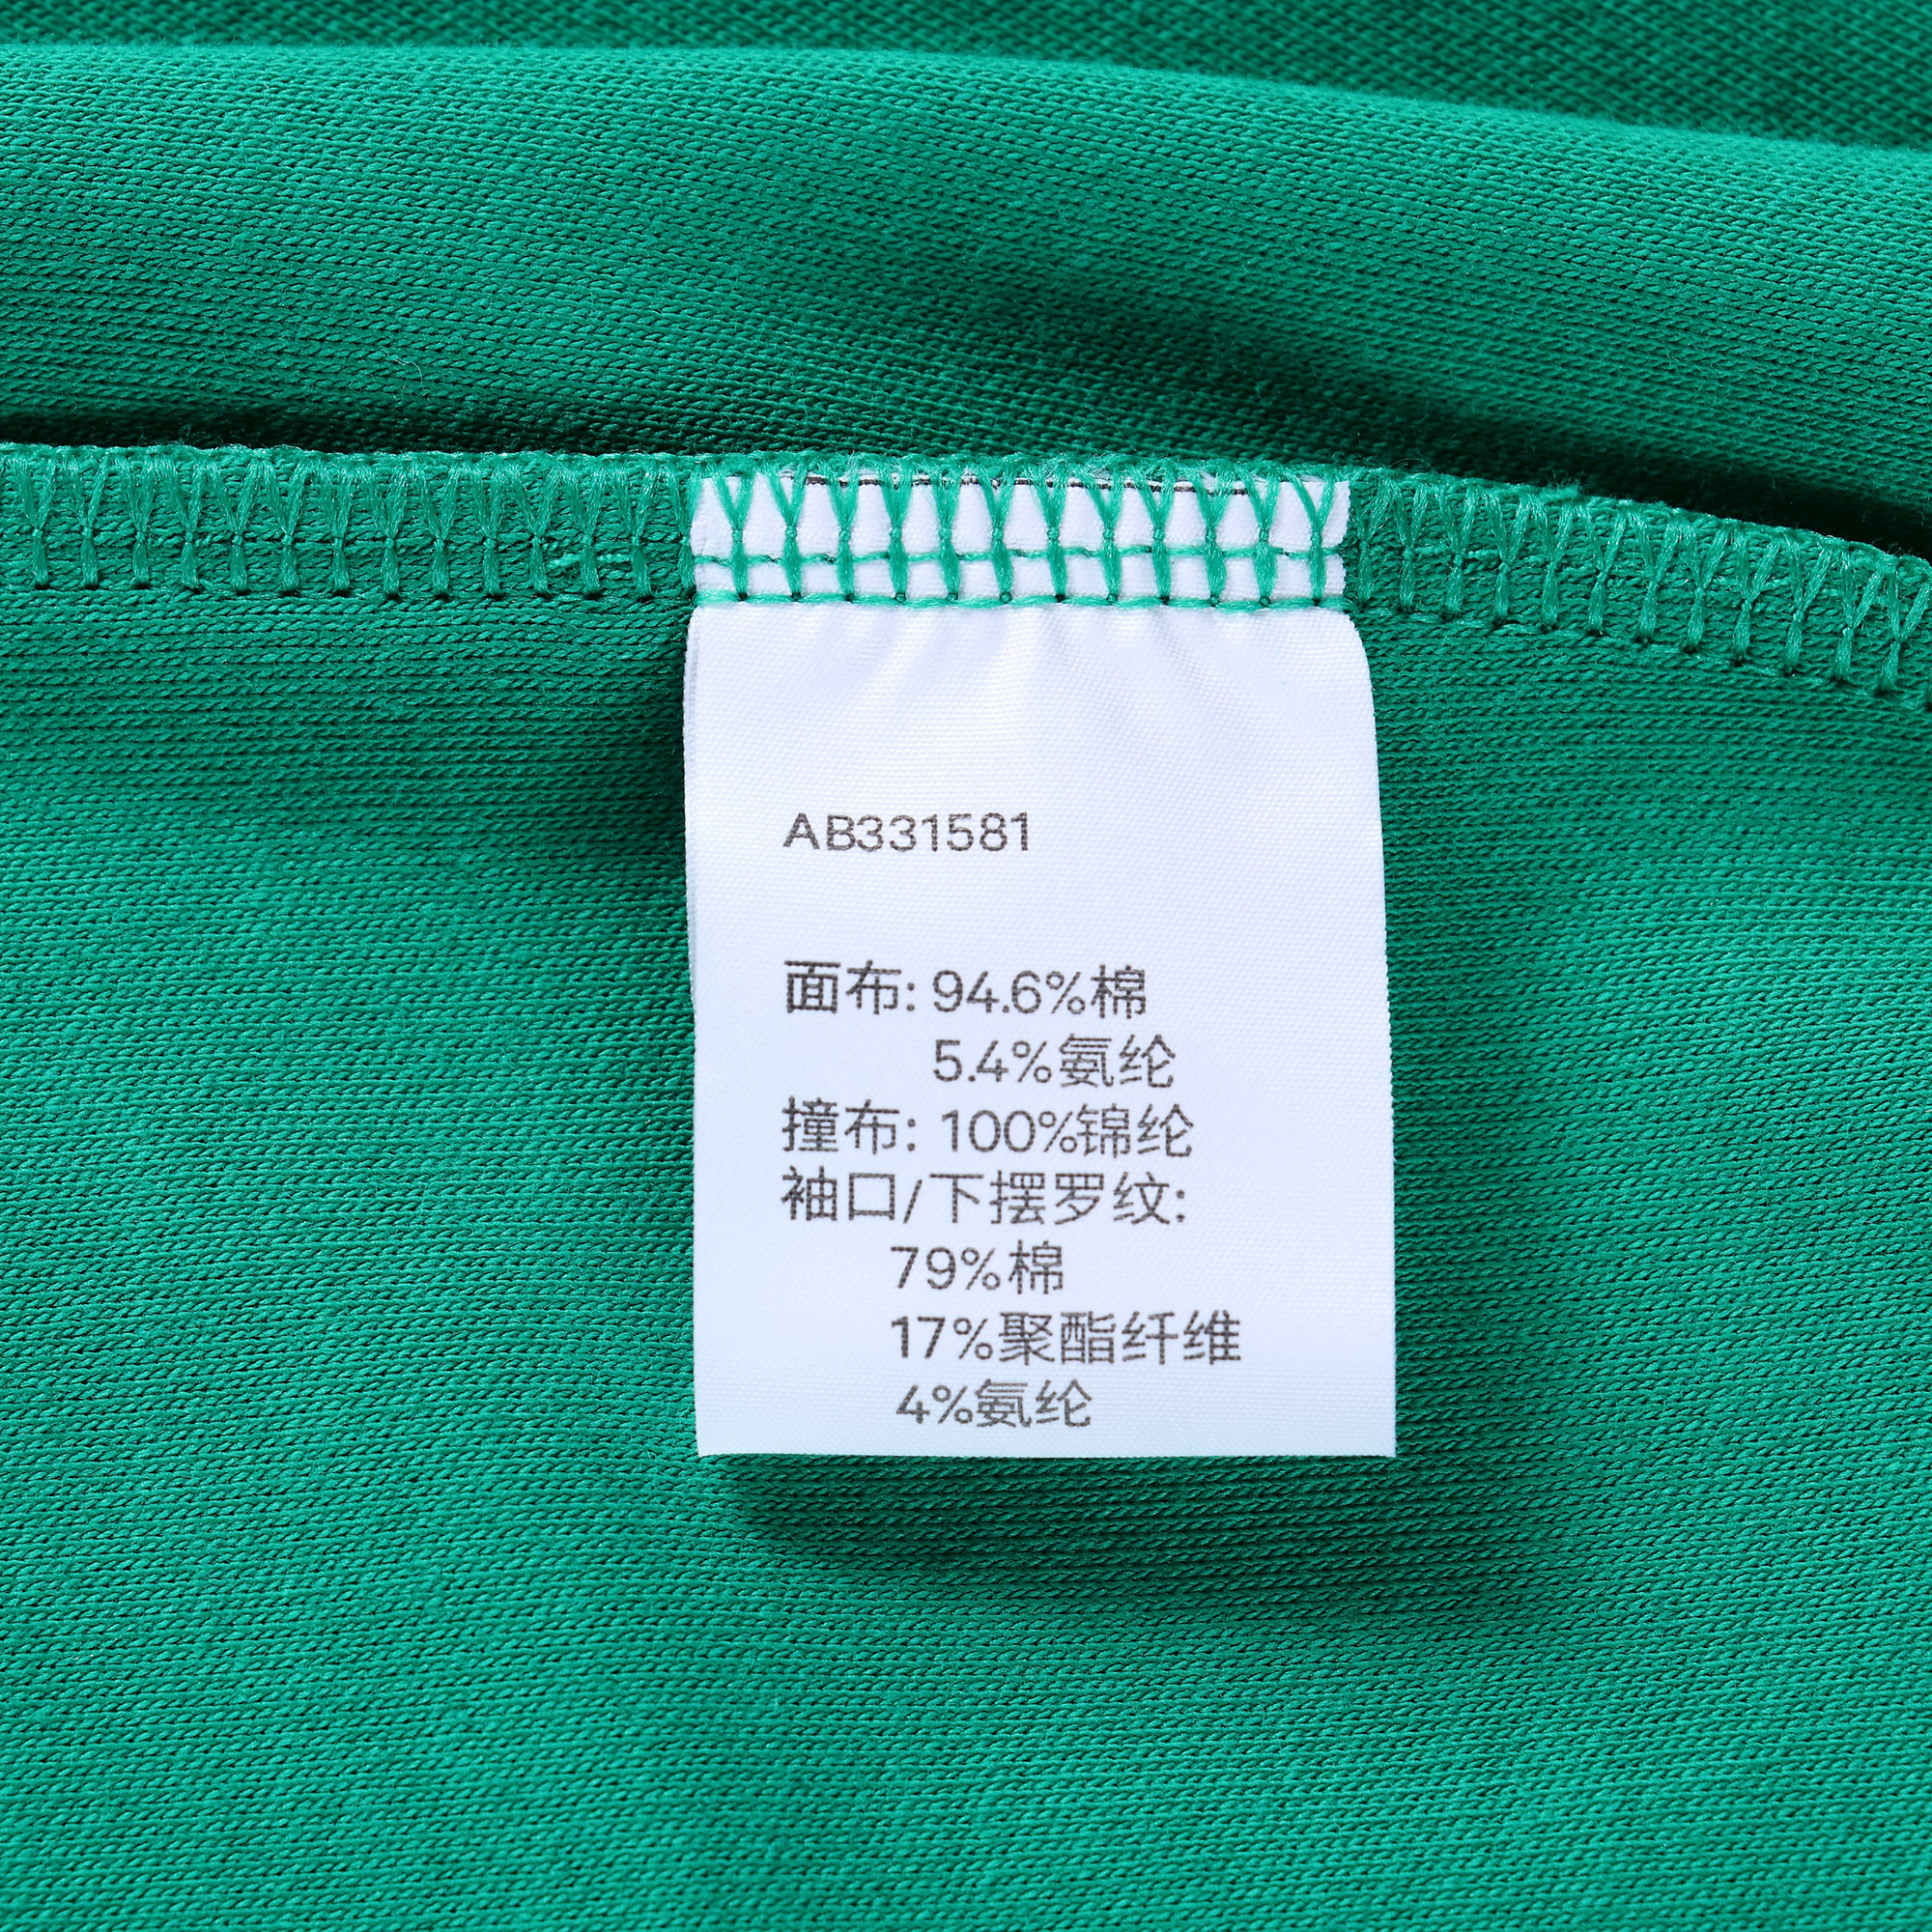 AB331581
面布: 94.6%棉
5.4%氨纶
撞布: 100%锦纶
袖口/下摆罗纹:
79%棉
17%聚酯纤维
4%氨纶